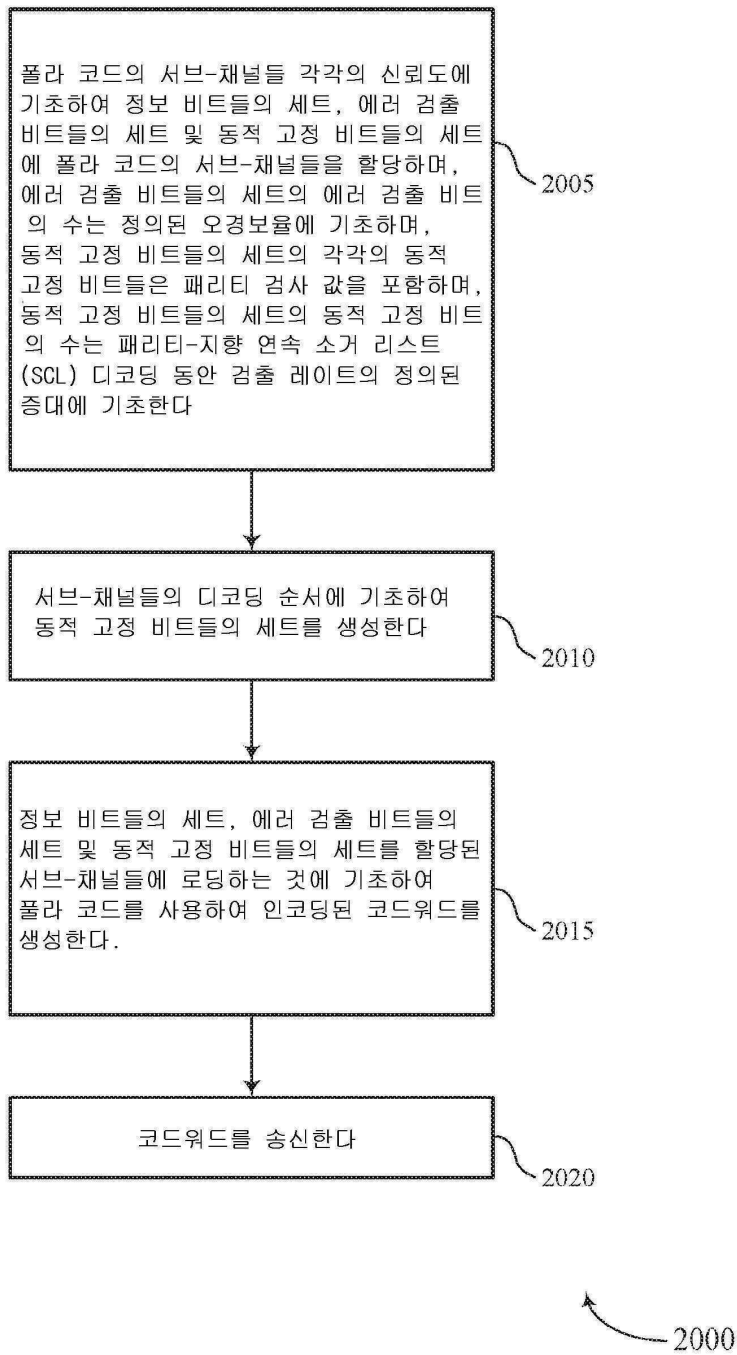 폴라 코드의 서브-채널들 각각의 신뢰도에
기초하여 정보 비트들의 세트, 에러 검출
비트들의 세트 및 동적 고정 비트들의 세트
에 폴라 코드의 서브-채널들을 할당하며,
에러 검출 비트들의 세트의 에러 검출 비트
의 수는 정의된 오경보율에 기초하며,
동적 고정 비트들의 세트의 각각의 동적
고정 비트들은 패리티 검사 값을 포함하며,
동적 고정 비트들의 세트의 동적 고정 비트
의 수는 패리티-지향 연속 소거 리스트
(SCL) 디코딩 동안 검출 레이트의 정의된
증대에 기초한다
2005
서브-채널들의 디코딩 순서에 기초하여
동적 고정 비트들의 세트를 생성한다
2010
정보 비트들의 세트, 에러 검출 비트들의
세트 및 동적 고정 비트들의 세트를 할당된
서브-채널들에 로딩하는 것에 기초하여
풀라 코드를 사용하여 인코딩된 코드워드를
생성한다.
2015
코드워드를 송신한다
2020
2000